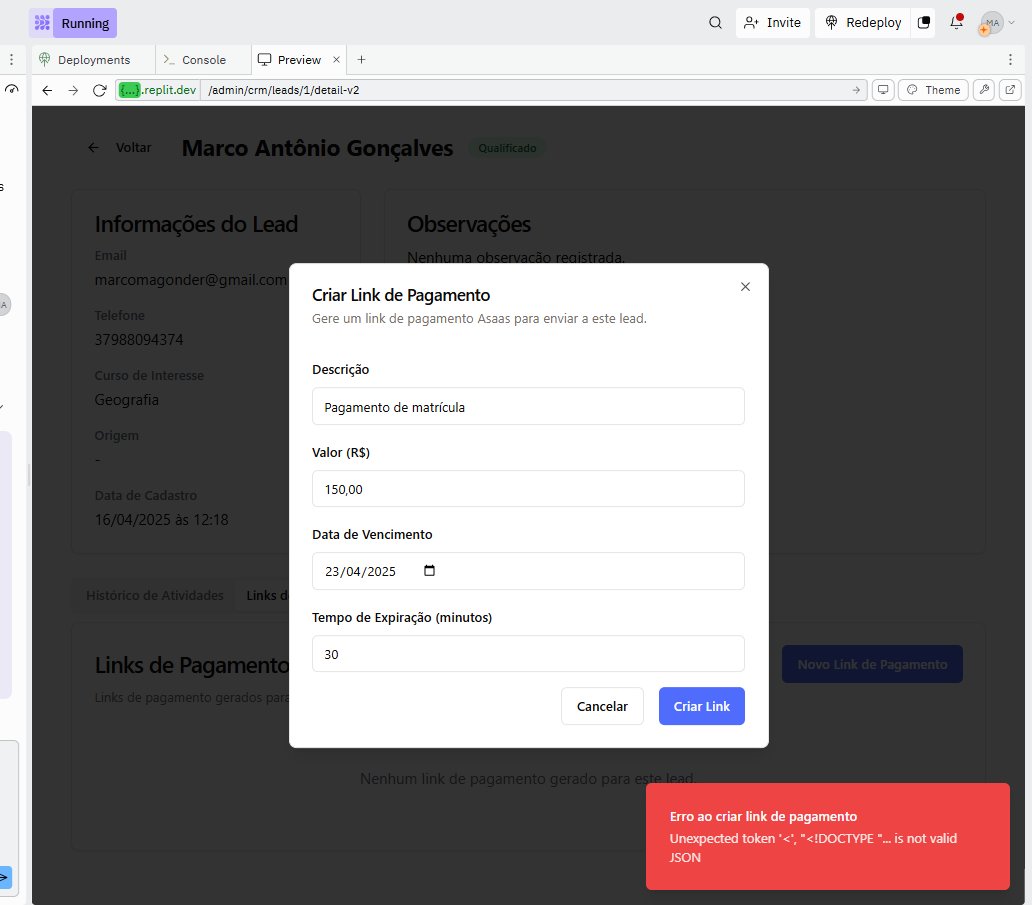 Running
Invite
Redeploy
MA
Deployments
Console
Preview
{...}.replit.dev
/admin/crm/leads/1/detail-v2
Theme
Voltar
Marco Antônio Gonçalves
Qualificado
Informações do Lead
Email
marcomagonder@gmail.com
Telefone
37988094374
Curso de Interesse
Geografia
Origem
-
Data de Cadastro
16/04/2025 às 12:18
Observações
Nenhuma observação registrada.
Criar Link de Pagamento
Gere um link de pagamento Asaas para enviar a este lead.
Descrição
Pagamento de matrícula
Valor (R$)
150,00
Data de Vencimento
23/04/2025
Tempo de Expiração (minutos)
30
Cancelar
Criar Link
Histórico de Atividades
Links d
Links de Pagamento
Links de pagamento gerados para
Novo Link de Pagamento
Nenhum link de pagamento gerado para este lead.
Erro ao criar link de pagamento
Unexpected token '<', "<!DOCTYPE "... is not valid
JSON